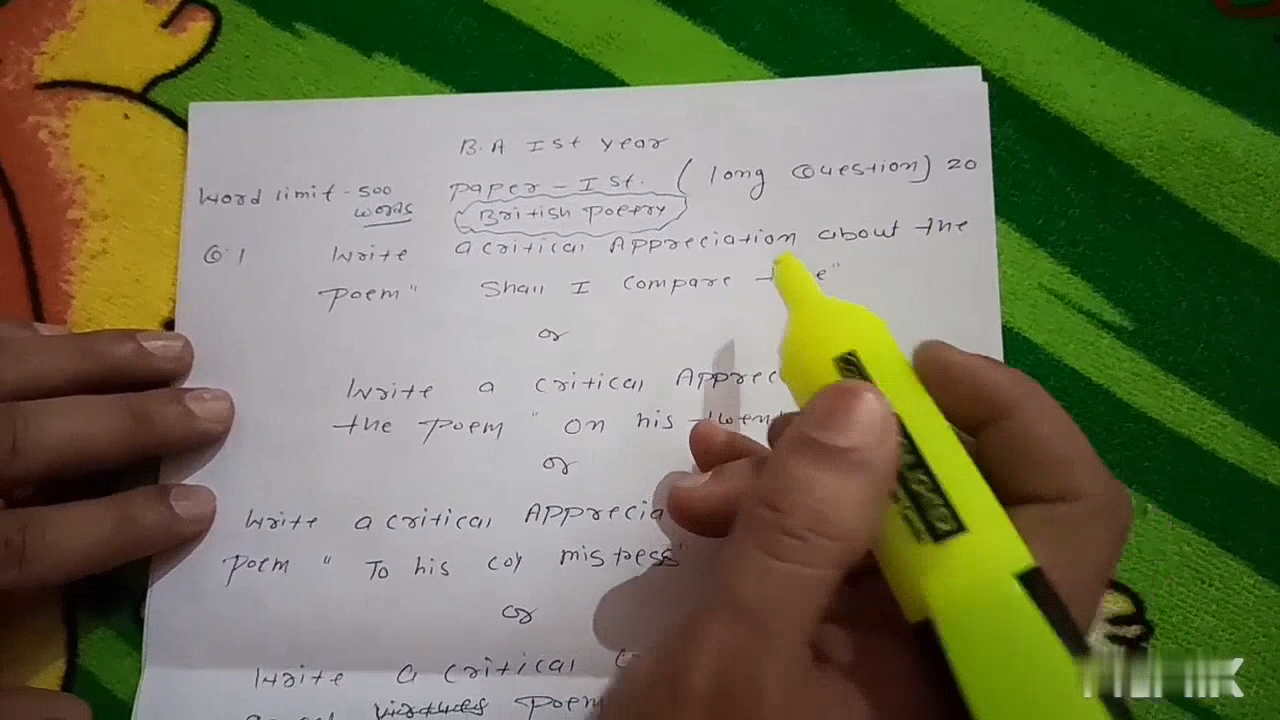 B.A Ist year
Word limit - 500 words
paper - Ist. (long Question) 20
British Poetry
Q.1 Write a critical Appreciation about the
poem" Shall I compare
or
Write a critical
the poem " on his
or
Write a critical
poem " To his coy mistress"
or
Write a critical
poem